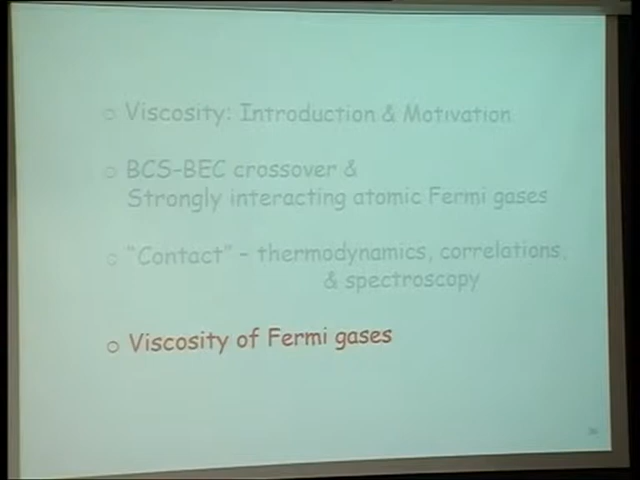 ○ Viscosity: Introduction & Motivation
○ BCS-BEC crossover &
Strongly interacting atomic Fermi gases
○ "Contact" - thermodynamics, correlations,
& spectroscopy
○ Viscosity of Fermi gases